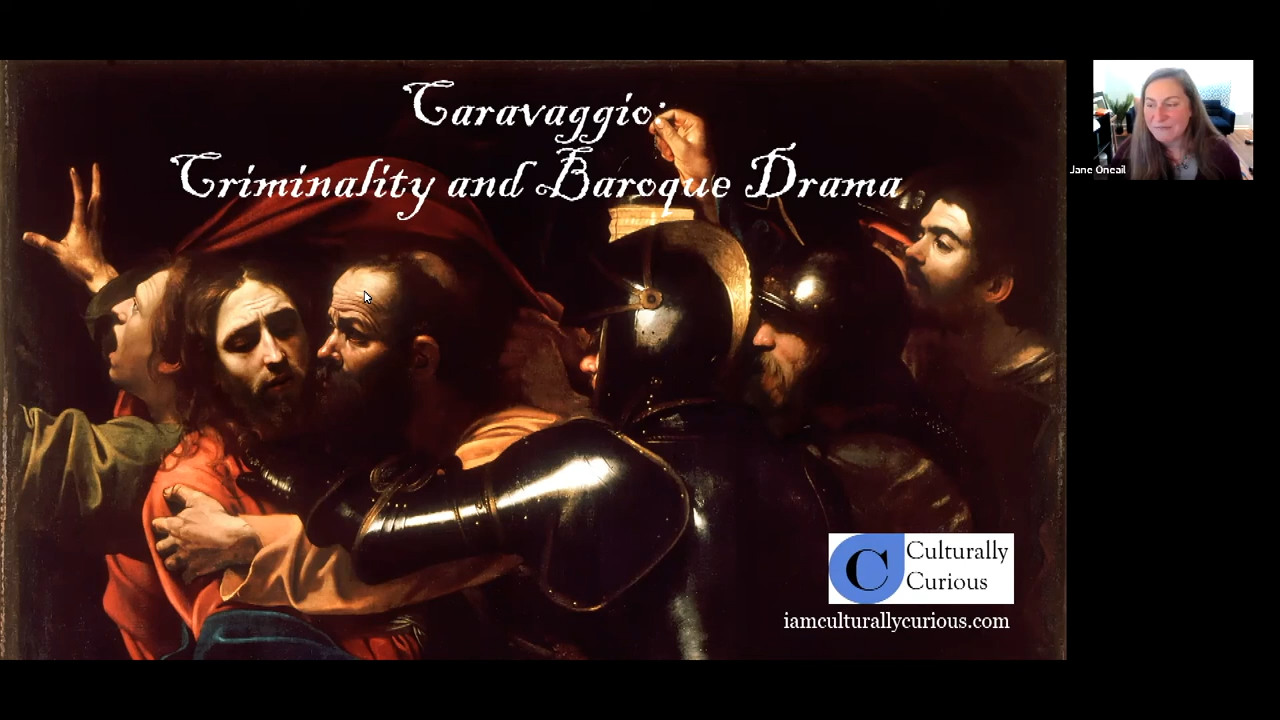 Caravaggio:
Criminality and Baroque Drama
Jane Oneail
C
Culturally
Curious
iamculturallycurious.com